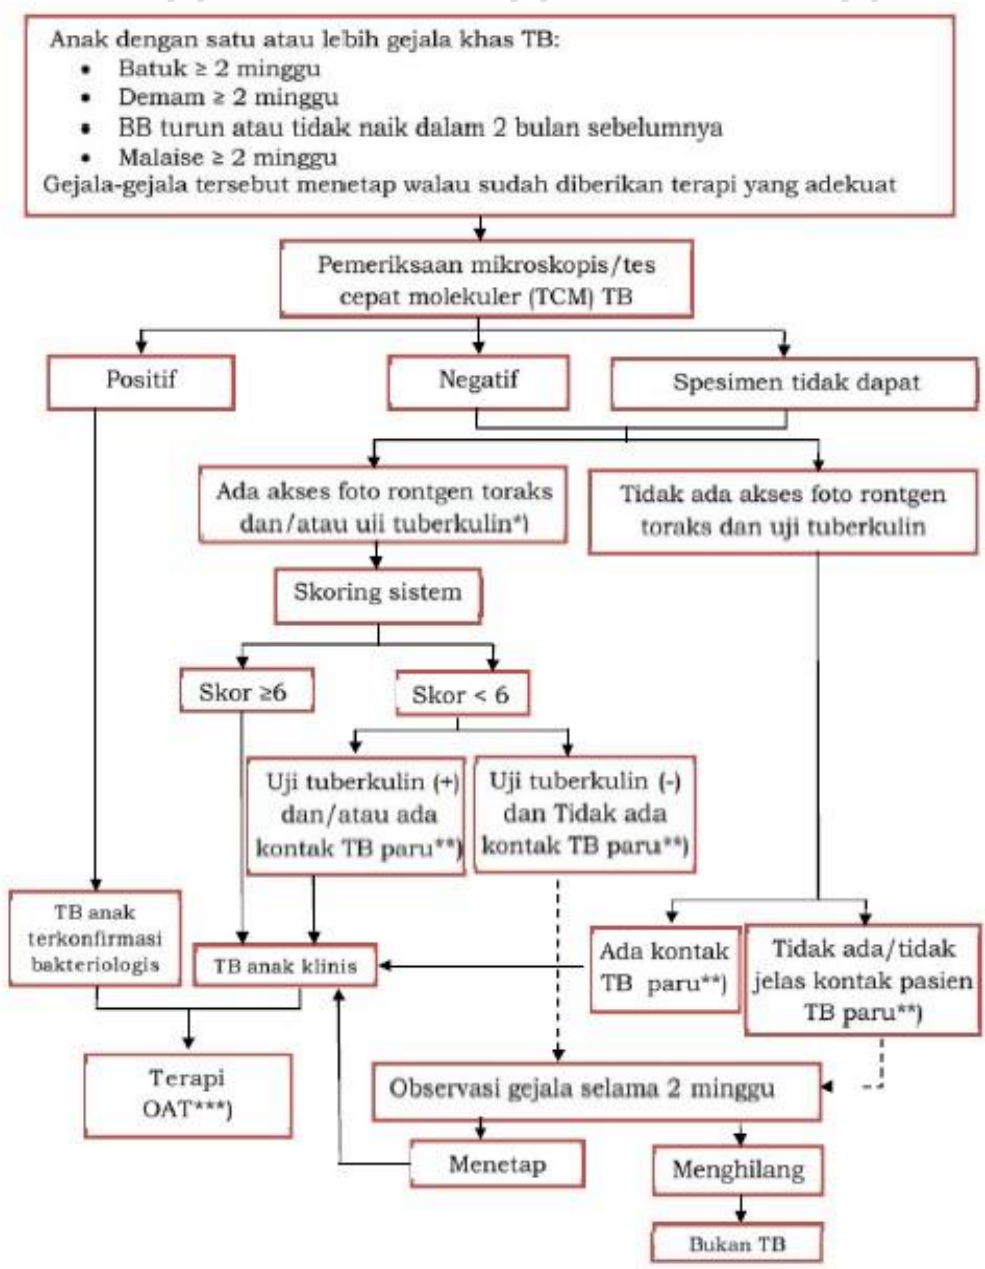 Anak dengan satu atau lebih gejala khas TB:
• Batuk ≥ 2 minggu
• Demam ≥ 2 minggu
• BB turun atau tidak naik dalam 2 bulan sebelumnya
• Malaise ≥ 2 minggu
Gejala-gejala tersebut menetap walau sudah diberikan terapi yang adekuat
Pemeriksaan mikroskopis/tes
cepat molekuler (TCM) TB
Positif
Negatif
Spesimen tidak dapat
Ada akses foto rontgen toraks
dan/atau uji tuberkulin*)
Tidak ada akses foto rontgen
toraks dan uji tuberkulin
Skoring sistem
Skor ≥6
Skor < 6
Uji tuberkulin (+)
dan/atau ada
kontak TB paru**)
Uji tuberkulin (-)
dan Tidak ada
kontak TB paru**)
TB anak
terkonfirmasi
bakteriologis
TB anak klinis
Ada kontak
TB paru**)
Tidak ada/tidak
jelas kontak pasien
TB paru**)
Terapi
OAT***)
Observasi gejala selama 2 minggu
Menetap
Menghilang
Bukan TB